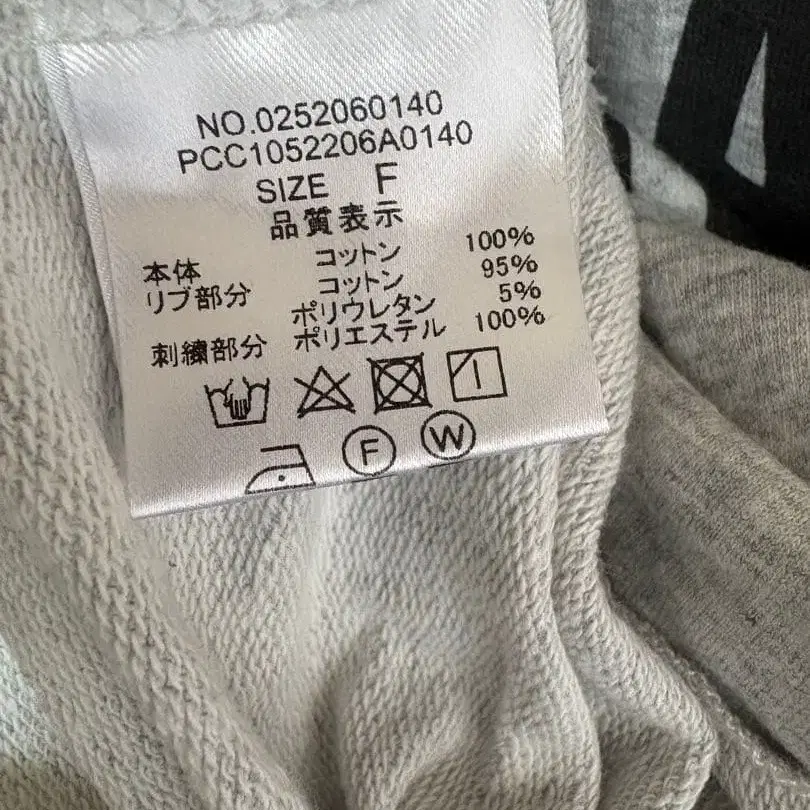 NO.0252060140
PCC1052206A0140
SIZE F
品質表示
本体 コットン 100%
リブ部分 コットン 95%
ポリウレタン 5%
刺繍部分 ポリエステル 100%
F W